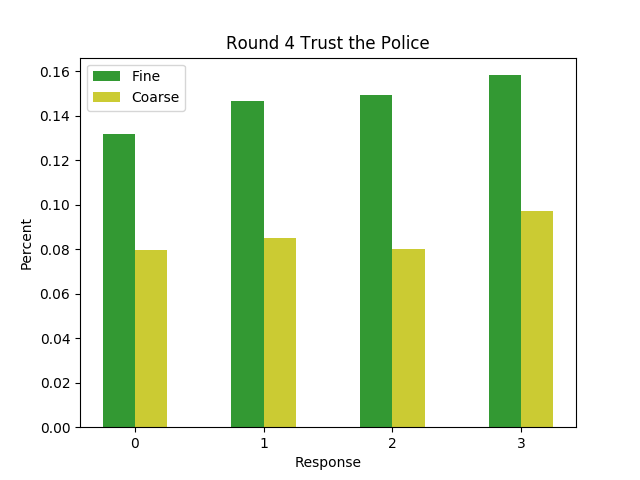 Round 4 Trust the Police
Fine
Coarse
0.16
0.14
0.12
0.10
0.08
0.06
0.04
0.02
0.00
Percent
0 1 2 3
Response